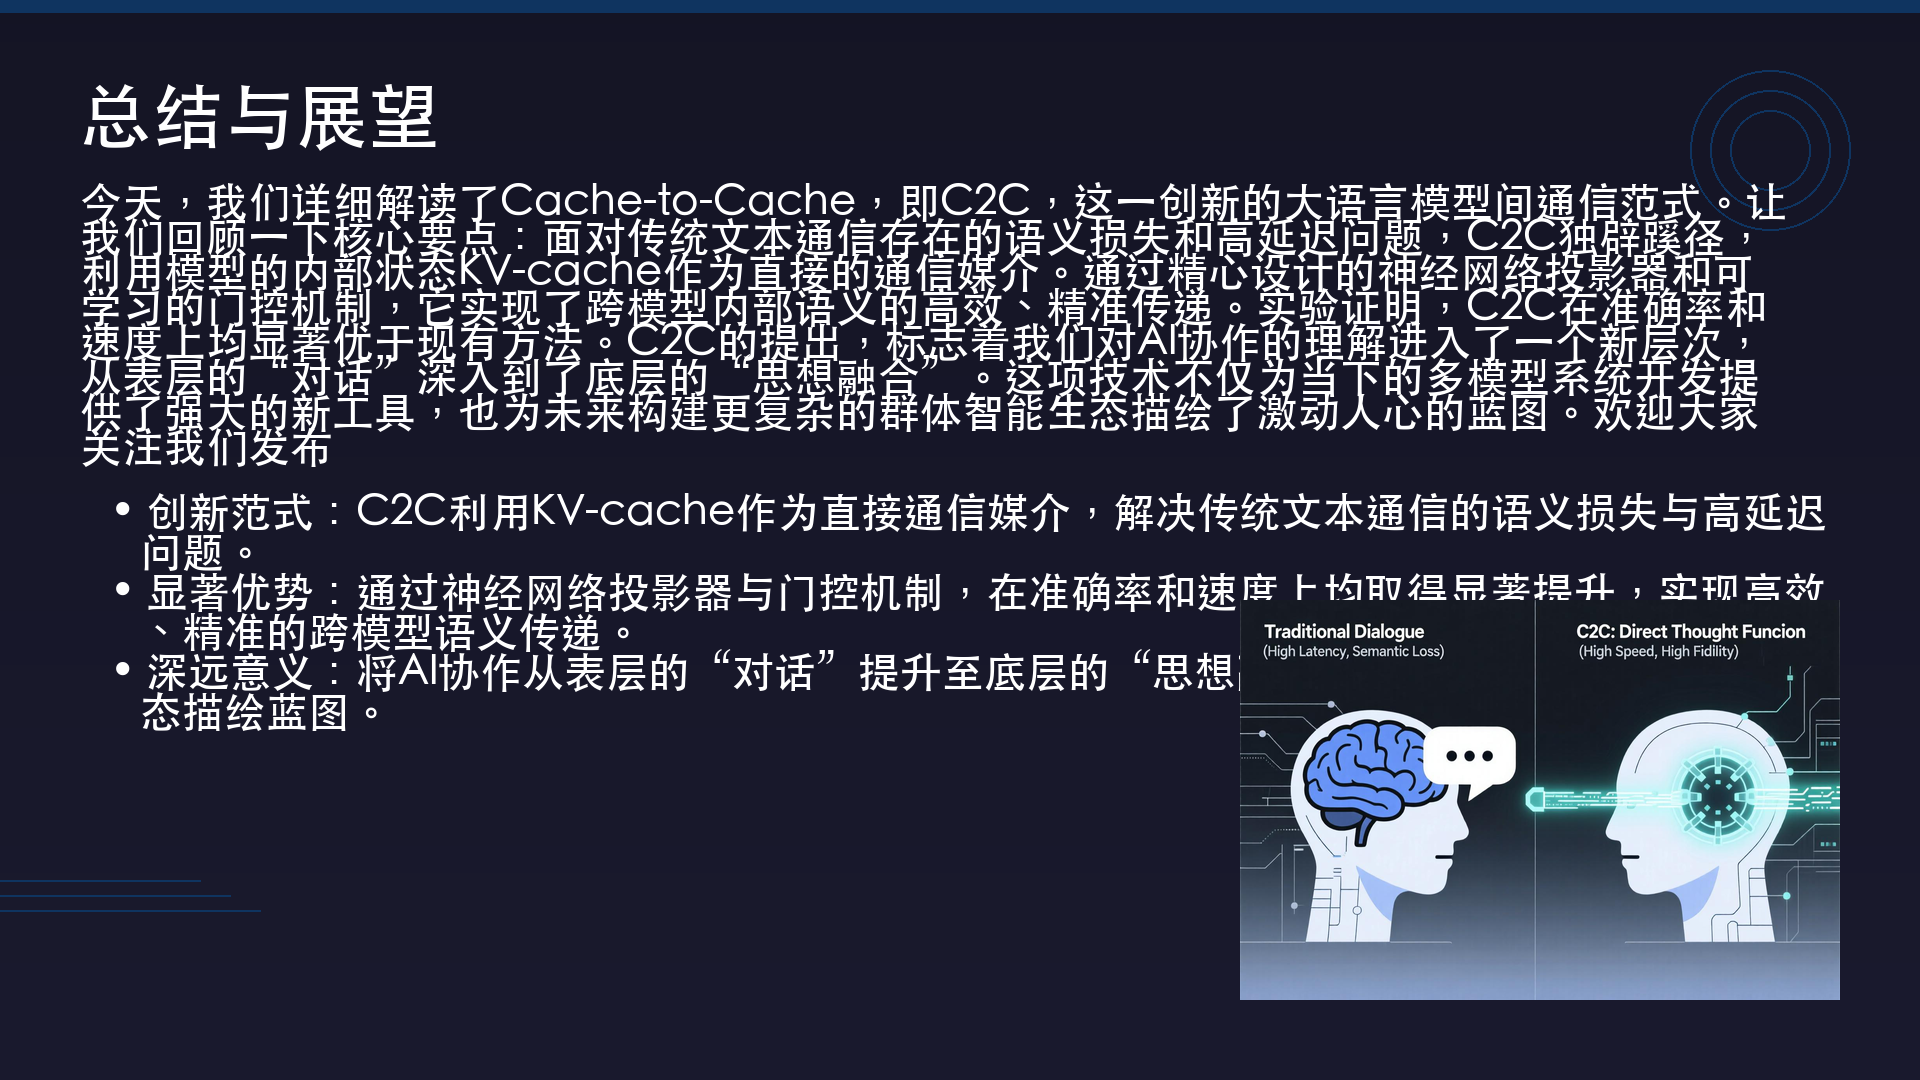 总结与展望
今天，我们详细解读了Cache-to-Cache，即C2C，这一创新的大语言模型间通信范式。让
我们回顾一下核心要点：面对传统文本通信存在的语义损失和高延迟问题，C2C独辟蹊径，
利用模型的内部状态KV-cache作为直接的通信媒介。通过精心设计的神经网络投影器和可
学习的门控机制，它实现了跨模型内部语义的高效、精准传递。实验证明，C2C在准确率和
速度上均显著优于现有方法。C2C的提出，标志着我们对AI协作的理解进入了一个新层次，
从表层的“对话”深入到了底层的“思想融合”。这项技术不仅为当下的多模型系统开发提
供了强大的新工具，也为未来构建更复杂的群体智能生态描绘了激动人心的蓝图。欢迎大家
关注我们发布
• 创新范式：C2C利用KV-cache作为直接通信媒介，解决传统文本通信的语义损失与高延迟
问题。
• 显著优势：通过神经网络投影器与门控机制，在准确率和速度上均取得显著提升，实现高效
、精准的跨模型语义传递。
• 深远意义：将AI协作从表层的“对话”提升至底层的“思想
态描绘蓝图。
Traditional Dialogue
(High Latency, Semantic Loss)
C2C: Direct Thought Funcion
(High Speed, High Fidility)